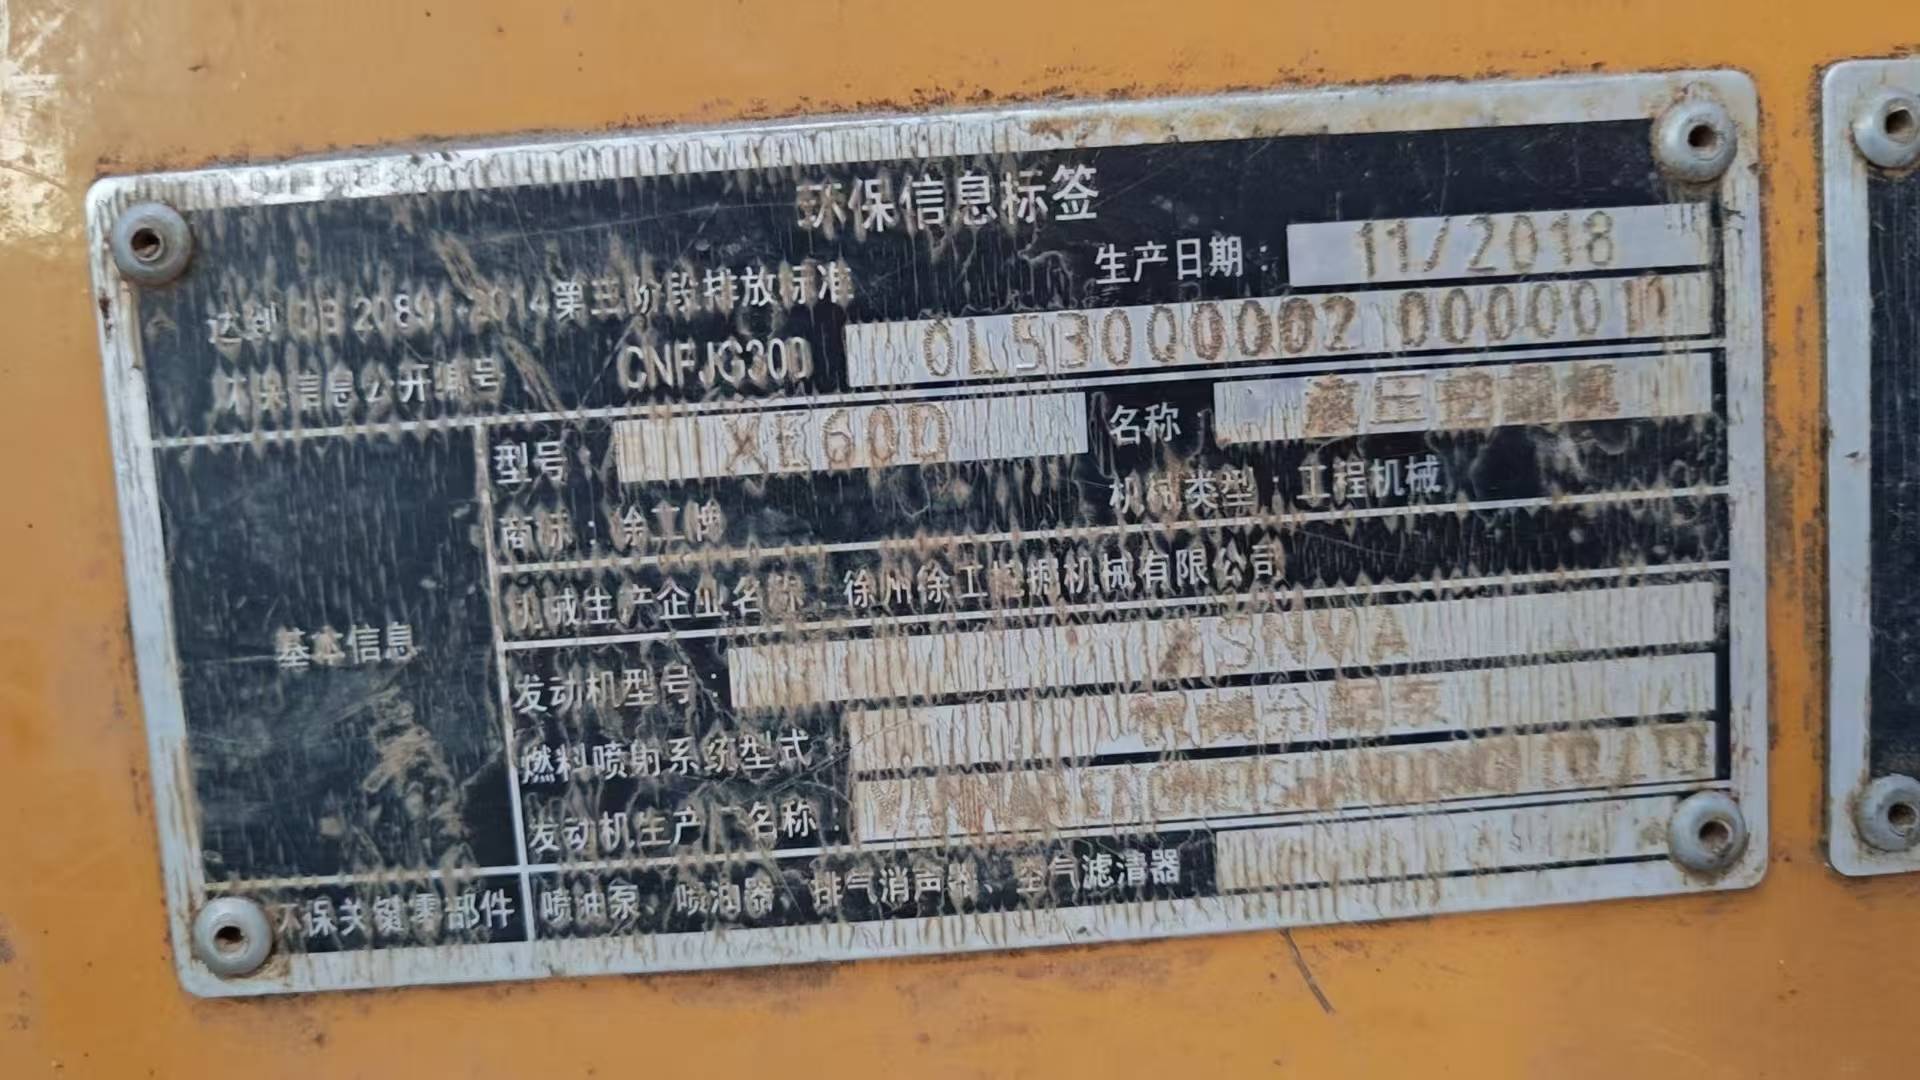 环保信息标签
达到 GB 20891-2014第三阶段排放标准 生产日期：11/2018
环保信息公开编号 CNFJG300 0L53000002 0000010
型号：XE60D 名称：液压挖掘机
商标：徐工牌 机械类型：工程机械
机械生产企业名称：徐州徐工挖掘机械有限公司
基本信息
发动机型号：
燃料喷射系统型式：机械分配泵
发动机生产厂名称：YANMAR ENGINE(SHANDONG)
环保关键零部件 喷油泵、喷油器、排气消声器、空气滤清器